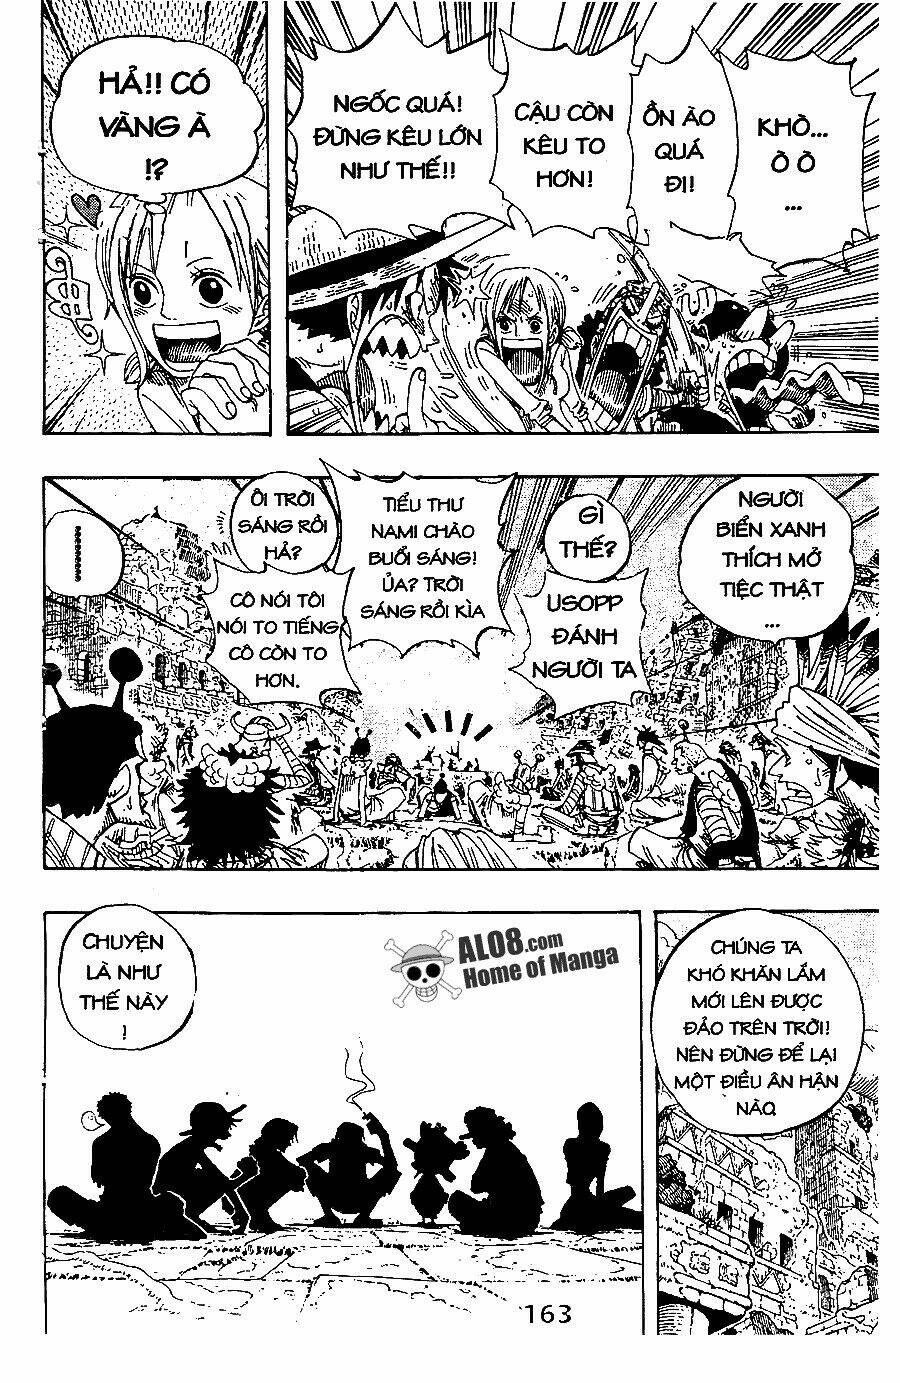 HẢ!! CÓ
VÀNG À
!?
NGỐC QUÁ!
ĐỪNG KÊU LỚN
NHƯ THẾ!!
CẬU CÒN
KÊU TO
HƠN!
ỒN ÀO
QUÁ
ĐI!
KHÒ...
Ò Ò
...
ÔI TRỜI
SÁNG RỒI
HẢ?
CÔ NÓI TÔI
NÓI TO TIẾNG
CÔ CÒN TO
HƠN.
TIỂU THƯ
NAMI CHÀO
BUỔI SÁNG!
ỦA? TRỜI
SÁNG RỒI KÌA
GÌ
THẾ?
USOPP
ĐÁNH
NGƯỜI TA
NGƯỜI
BIỂN XANH
THÍCH MỞ
TIỆC THẬT
...
CHUYỆN
LÀ NHƯ
THẾ NÀY
!
AL08.com
Home of Manga
CHÚNG TA
KHÓ KHĂN LẮM
MỚI LÊN ĐƯỢC
ĐẢO TRÊN TRỜI!
NÊN ĐỪNG ĐỂ LẠI
MỘT ĐIỀU ÂN HẬN
NÀO.
163